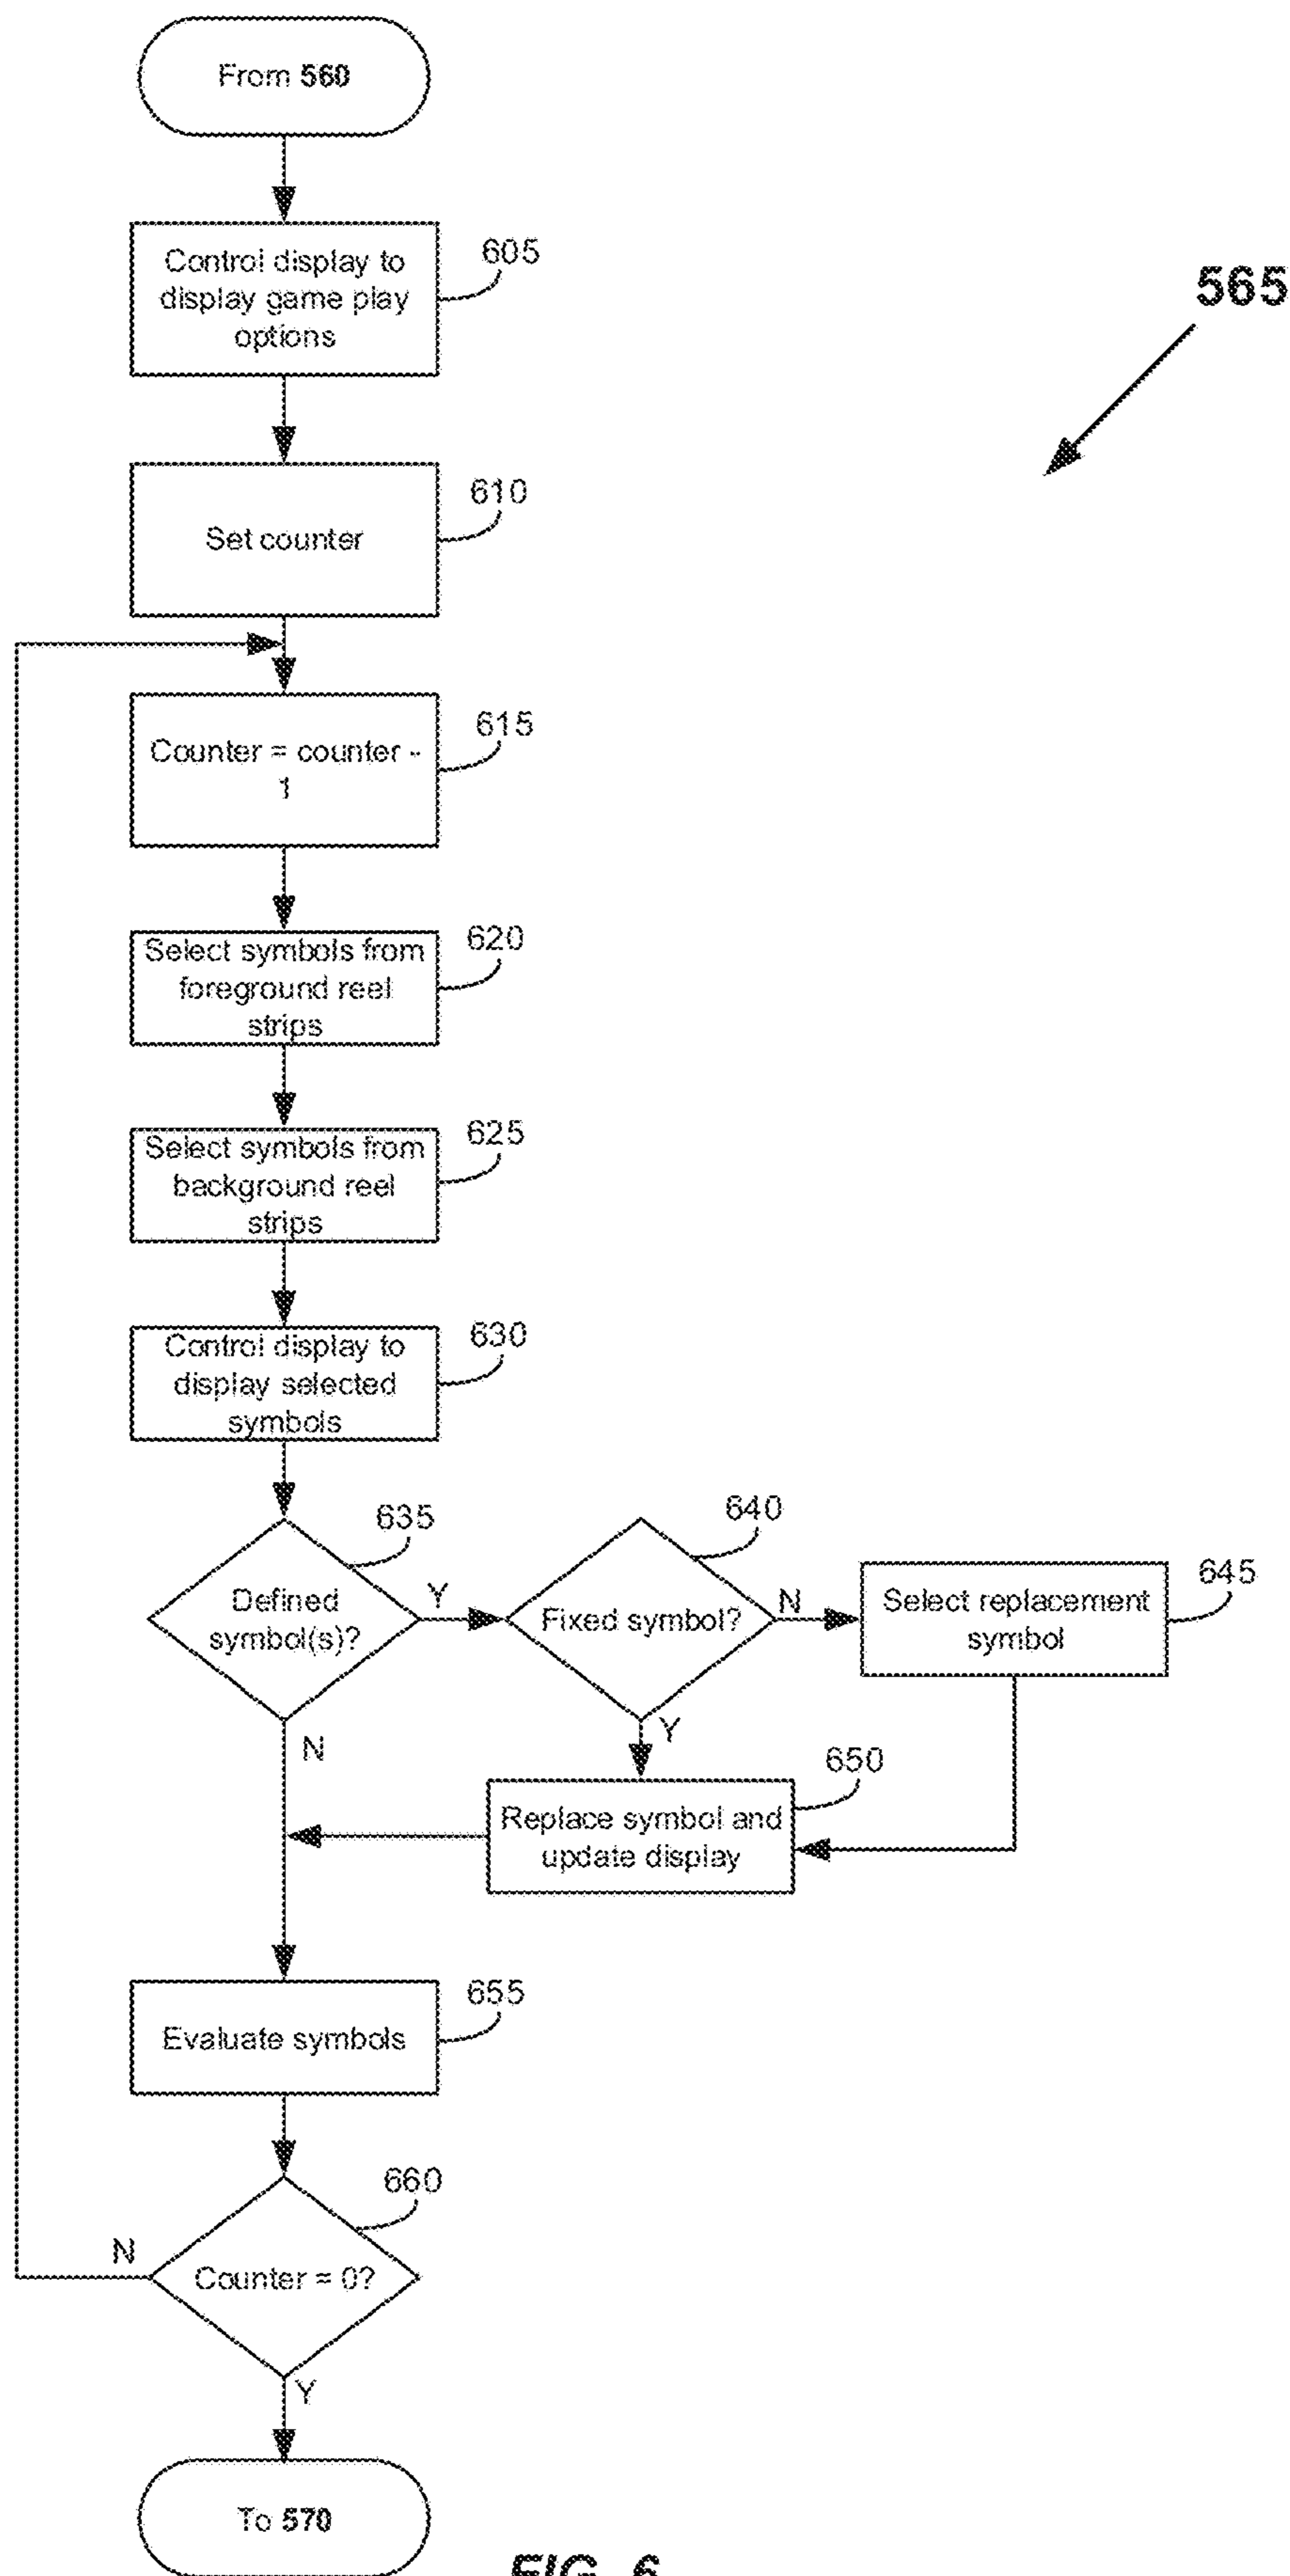 From 560
Control display to
display game play
options
605
565
Set counter
610
Counter = counter -
1
615
Select symbols from
foreground reel
strips
620
Select symbols from
background reel
strips
625
Control display to
display selected
symbols
630
Defined
symbol(s)?
635
Y
N
Fixed symbol?
640
N
Y
Select replacement
symbol
645
Replace symbol and
update display
650
Evaluate symbols
655
Counter = 0?
660
N
Y
To 570
FIG. 6